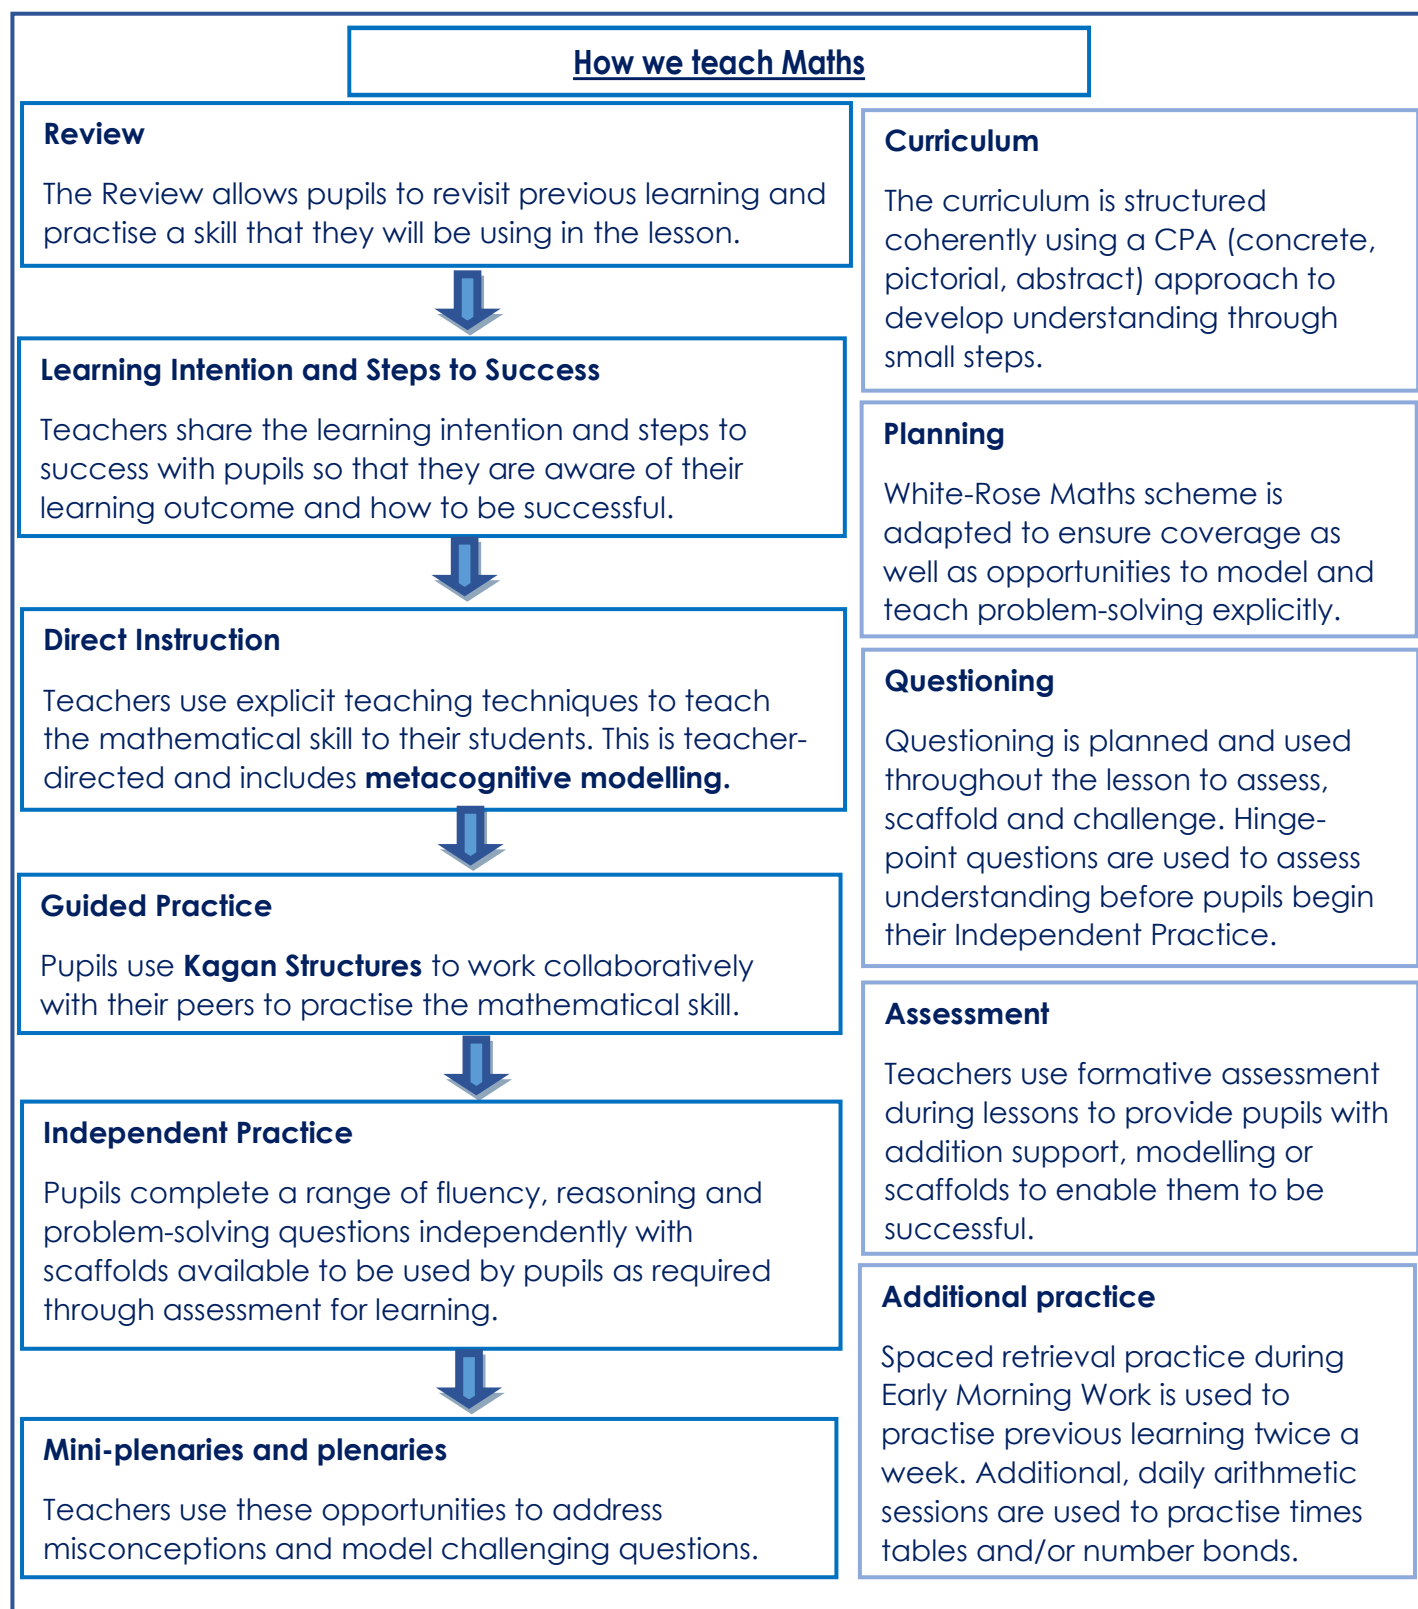 How we teach Maths
Review
The Review allows pupils to revisit previous learning and
practise a skill that they will be using in the lesson.
Learning Intention and Steps to Success
Teachers share the learning intention and steps to
success with pupils so that they are aware of their
learning outcome and how to be successful.
Direct Instruction
Teachers use explicit teaching techniques to teach
the mathematical skill to their students. This is teacher-
directed and includes metacognitive modelling.
Guided Practice
Pupils use Kagan Structures to work collaboratively
with their peers to practise the mathematical skill.
Independent Practice
Pupils complete a range of fluency, reasoning and
problem-solving questions independently with
scaffolds available to be used by pupils as required
through assessment for learning.
Mini-plenaries and plenaries
Teachers use these opportunities to address
misconceptions and model challenging questions.
Curriculum
The curriculum is structured
coherently using a CPA (concrete,
pictorial, abstract) approach to
develop understanding through
small steps.
Planning
White-Rose Maths scheme is
adapted to ensure coverage as
well as opportunities to model and
teach problem-solving explicitly.
Questioning
Questioning is planned and used
throughout the lesson to assess,
scaffold and challenge. Hinge-
point questions are used to assess
understanding before pupils begin
their Independent Practice.
Assessment
Teachers use formative assessment
during lessons to provide pupils with
addition support, modelling or
scaffolds to enable them to be
successful.
Additional practice
Spaced retrieval practice during
Early Morning Work is used to
practise previous learning twice a
week. Additional, daily arithmetic
sessions are used to practise times
tables and/or number bonds.